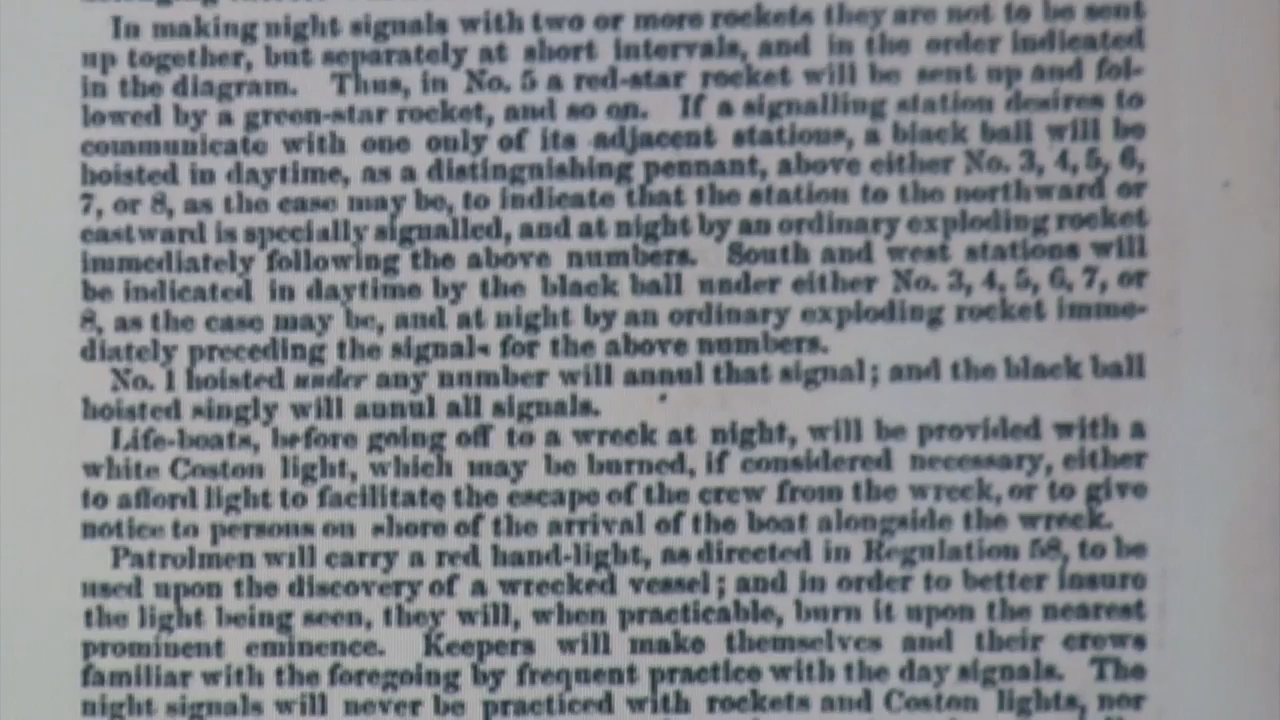 In making night signals with two or more rockets they are not to be sent
up together, but separately at short intervals, and in the order indicated
in the diagram. Thus, in No. 5 a red-star rocket will be sent up and fol-
lowed by a green-star rocket, and so on. If a signalling station desires to
communicate with one only of its adjacent stations, a black ball will be
hoisted in daytime, as a distinguishing pennant, above either No. 3, 4, 5, 6,
7, or 8, as the case may be, to indicate that the station to the northward or
eastward is specially signalled, and at night by an ordinary exploding rocket
immediately following the above numbers. South and west stations will
be indicated in daytime by the black ball under either No. 3, 4, 5, 6, 7, or
8, as the case may be, and at night by an ordinary exploding rocket imme-
diately preceding the signals for the above numbers.
No. 1 hoisted under any number will annul that signal; and the black ball
hoisted singly will annul all signals.
Life-boats, before going off to a wreck at night, will be provided with a
white Coston light, which may be burned, if considered necessary, either
to afford light to facilitate the escape of the crew from the wreck, or to give
notice to persons on shore of the arrival of the boat alongside the wreck.
Patrolmen will carry a red hand-light, as directed in Regulation 58, to be
used upon the discovery of a wrecked vessel; and in order to better insure
the light being seen, they will, when practicable, burn it upon the nearest
prominent eminence. Keepers will make themselves and their crews
familiar with the foregoing by frequent practice with the day signals. The
night signals will never be practiced with rockets and Coston lights, nor